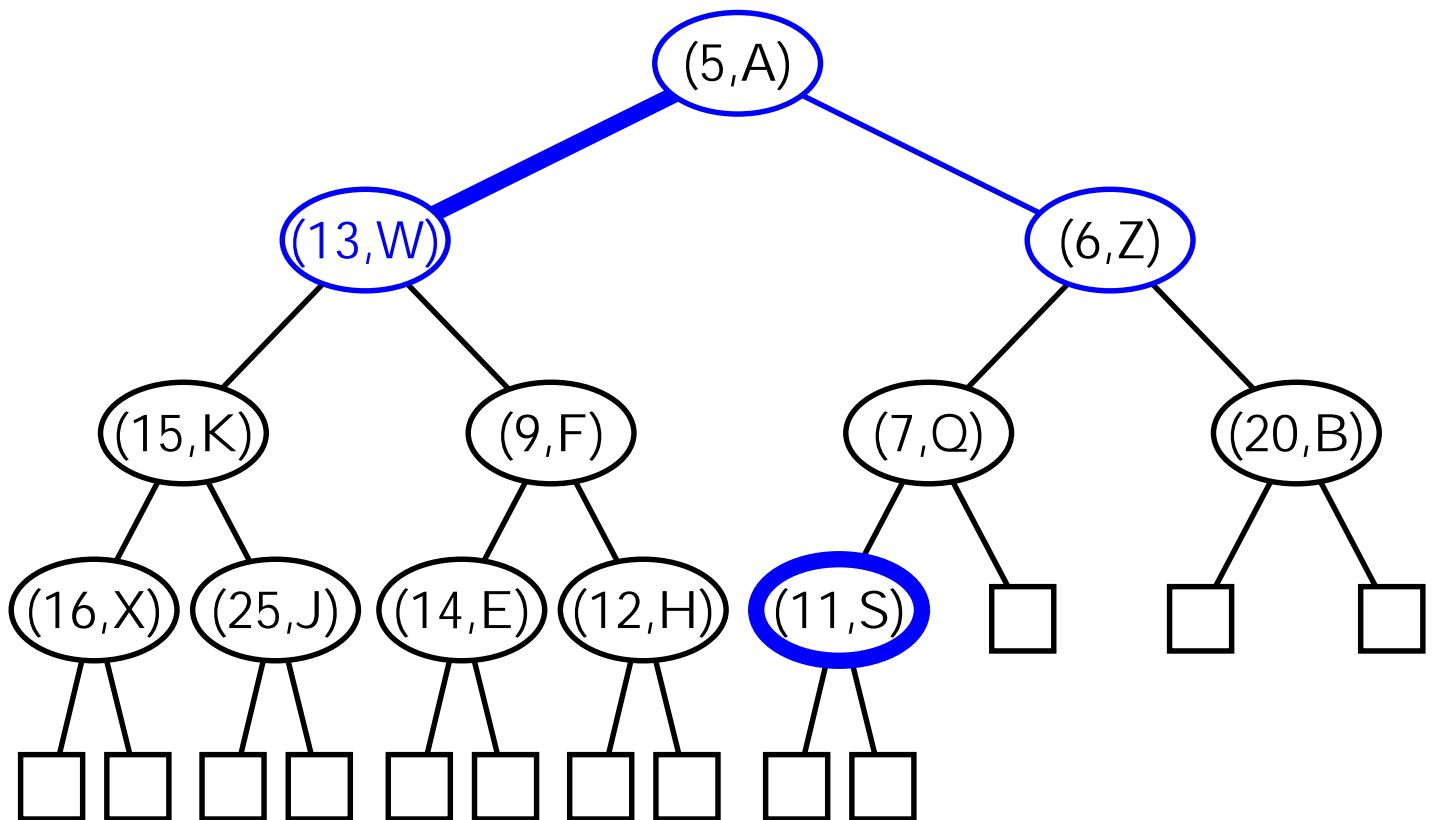 (5,A)
(13,W) (6,Z)
(15,K) (9,F) (7,Q) (20,B)
(16,X) (25,J) (14,E) (12,H) (11,S)